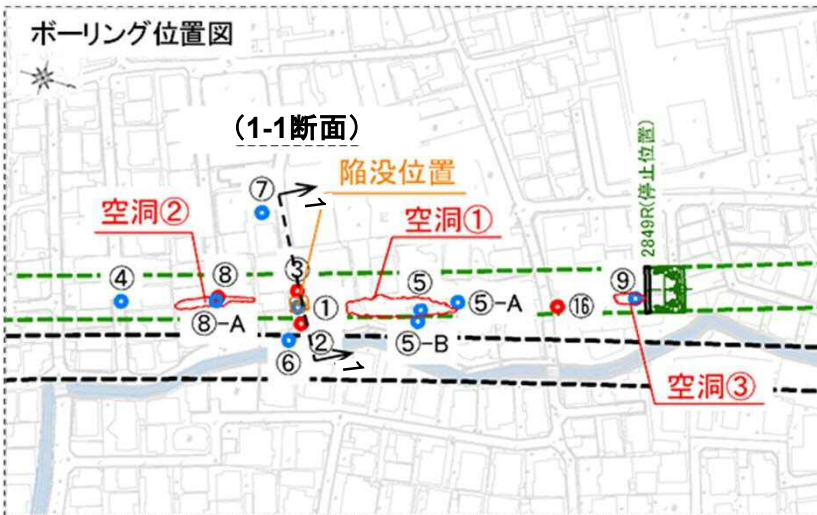 ボーリング位置図
(1-1断面)
陥没位置
⑦
1
空洞②
空洞①
2849R(停止位置)
④
⑧
③
⑤
⑨
⑧-A
①
⑤-A
⑯
⑤-B
⑥
②
1
空洞③